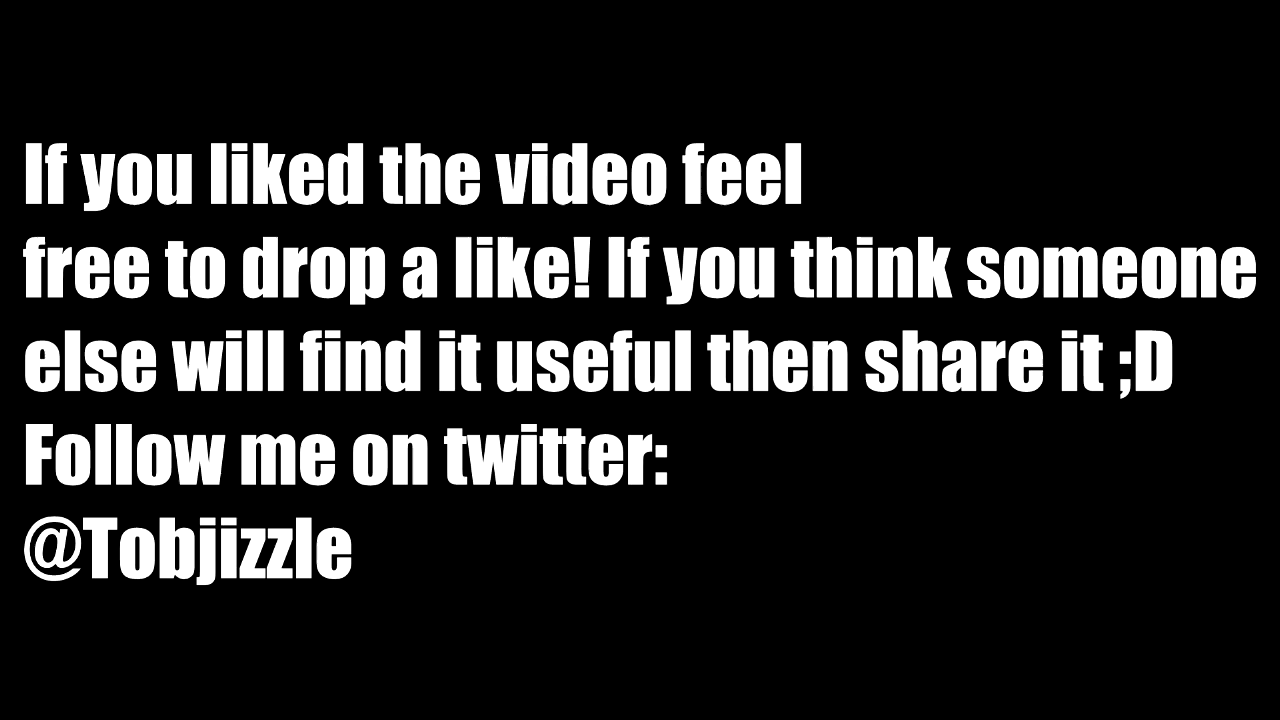 If you liked the video feel
free to drop a like! If you think someone
else will find it useful then share it ;D
Follow me on twitter:
@Tobjizzle